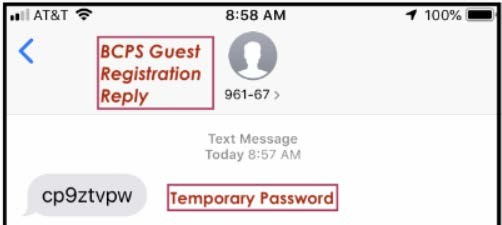 AT&T 8:58 AM 100%
BCPS Guest
Registration
Reply
961-67 >
Text Message
Today 8:57 AM
cp9ztvpw Temporary Password